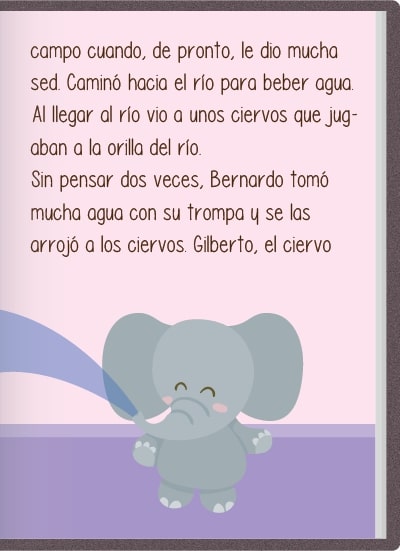 campo cuando, de pronto, le dio mucha
sed. Caminó hacia el río para beber agua.
Al llegar al río vio a unos ciervos que jug-
aban a la orilla del río.
Sin pensar dos veces, Bernardo tomó
mucha agua con su trompa y se las
arrojó a los ciervos. Gilberto, el ciervo